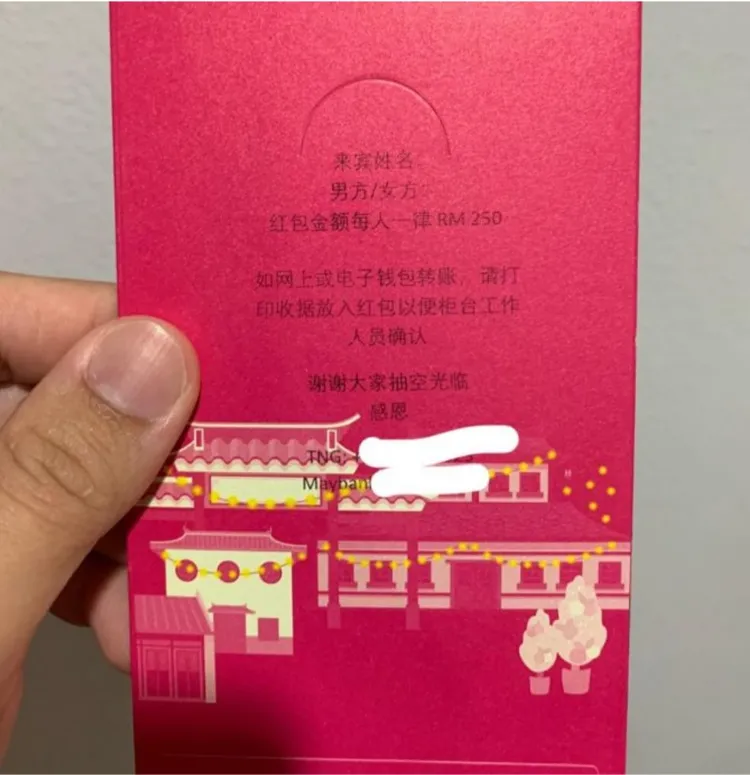 来宾姓名:
男方/女方:
红包金额每人一律 RM 250
如网上或电子钱包转账，请打
印收据放入红包以便柜台工作
人员确认
谢谢大家抽空光临
感恩
TNG: +
Mayban